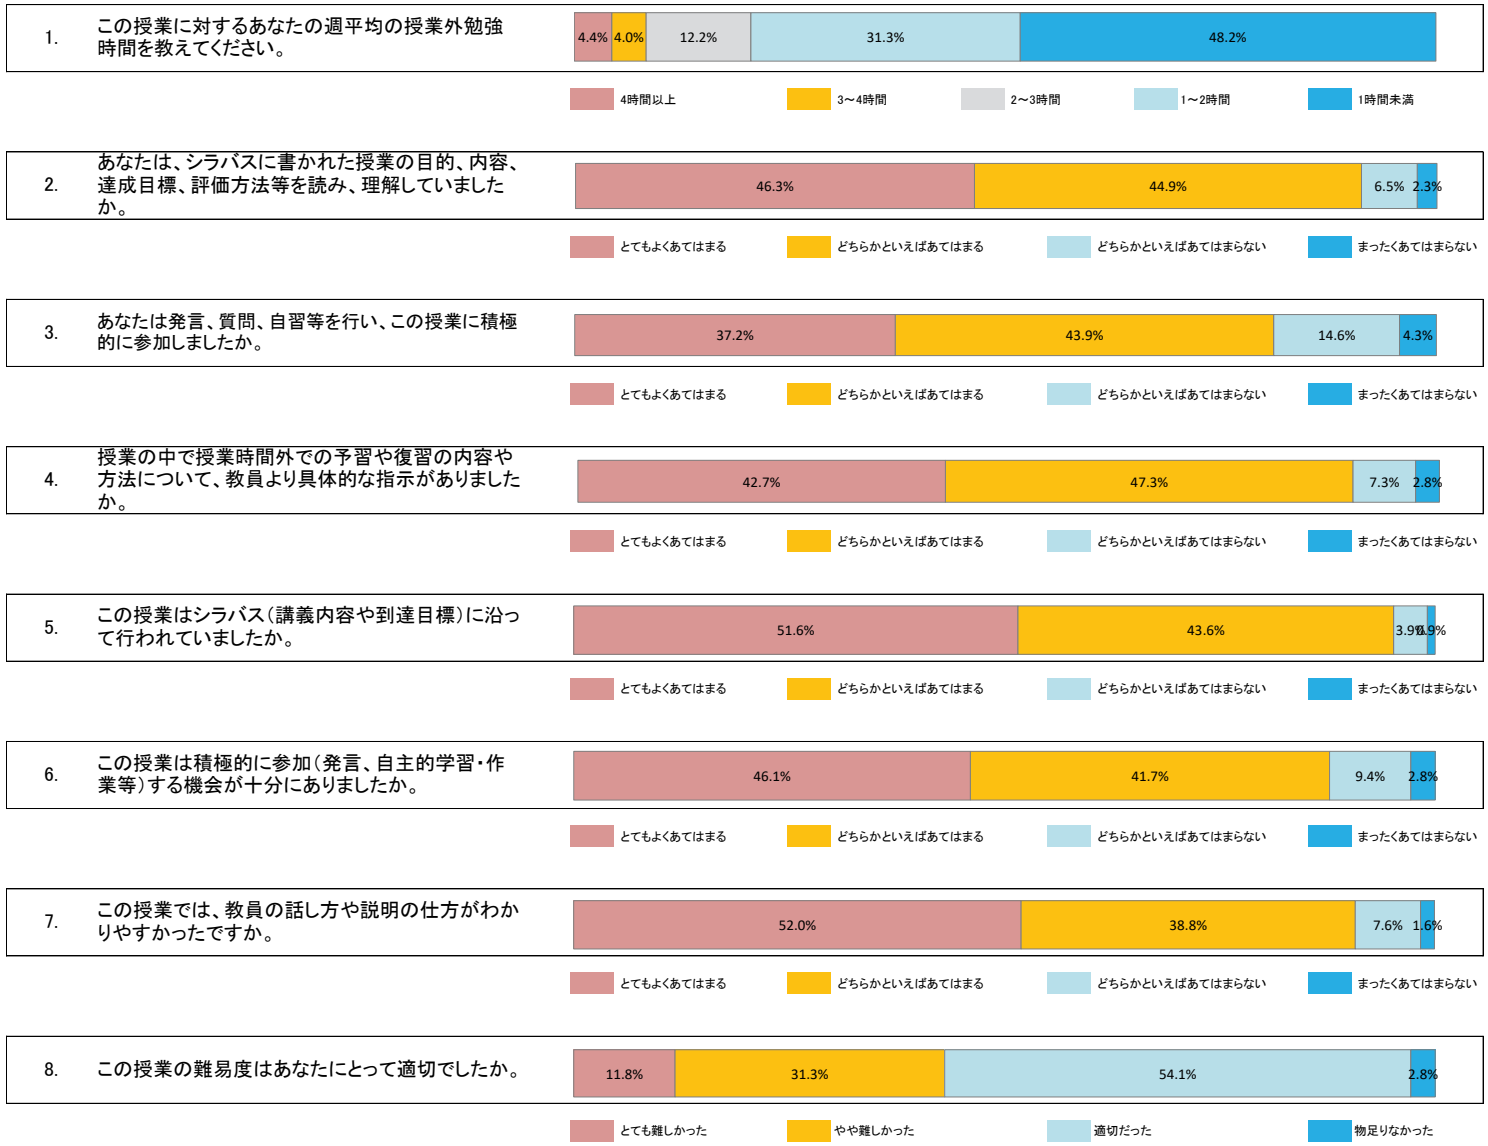 1. この授業に対するあなたの週平均の授業外勉強
時間を教えてください。
4.4% 4.0% 12.2% 31.3% 48.2%
4時間以上 3～4時間 2～3時間 1～2時間 1時間未満
2. あなたは、シラバスに書かれた授業の目的、内容、
達成目標、評価方法等を読み、理解していました
か。
46.3% 44.9% 6.5% 2.3%
とてもよくあてはまる どちらかといえばあてはまる どちらかといえばあてはまらない まったくあてはまらない
3. あなたは発言、質問、自習等を行い、この授業に積極
的に参加しましたか。
37.2% 43.9% 14.6% 4.3%
とてもよくあてはまる どちらかといえばあてはまる どちらかといえばあてはまらない まったくあてはまらない
4. 授業の中で授業時間外での予習や復習の内容や
方法について、教員より具体的な指示がありました
か。
42.7% 47.3% 7.3% 2.8%
とてもよくあてはまる どちらかといえばあてはまる どちらかといえばあてはまらない まったくあてはまらない
5. この授業はシラバス（講義内容や到達目標）に沿っ
て行われていましたか。
51.6% 43.6% 3.9% 0.9%
とてもよくあてはまる どちらかといえばあてはまる どちらかといえばあてはまらない まったくあてはまらない
6. この授業は積極的に参加（発言、自主的学習・作
業等）する機会が十分にありましたか。
46.1% 41.7% 9.4% 2.8%
とてもよくあてはまる どちらかといえばあてはまる どちらかといえばあてはまらない まったくあてはまらない
7. この授業では、教員の話し方や説明の仕方がわか
りやすかったですか。
52.0% 38.8% 7.6% 1.6%
とてもよくあてはまる どちらかといえばあてはまる どちらかといえばあてはまらない まったくあてはまらない
8. この授業の難易度はあなたにとって適切でしたか。
11.8% 31.3% 54.1% 2.8%
とても難しかった やや難しかった 適切だった 物足りなかった